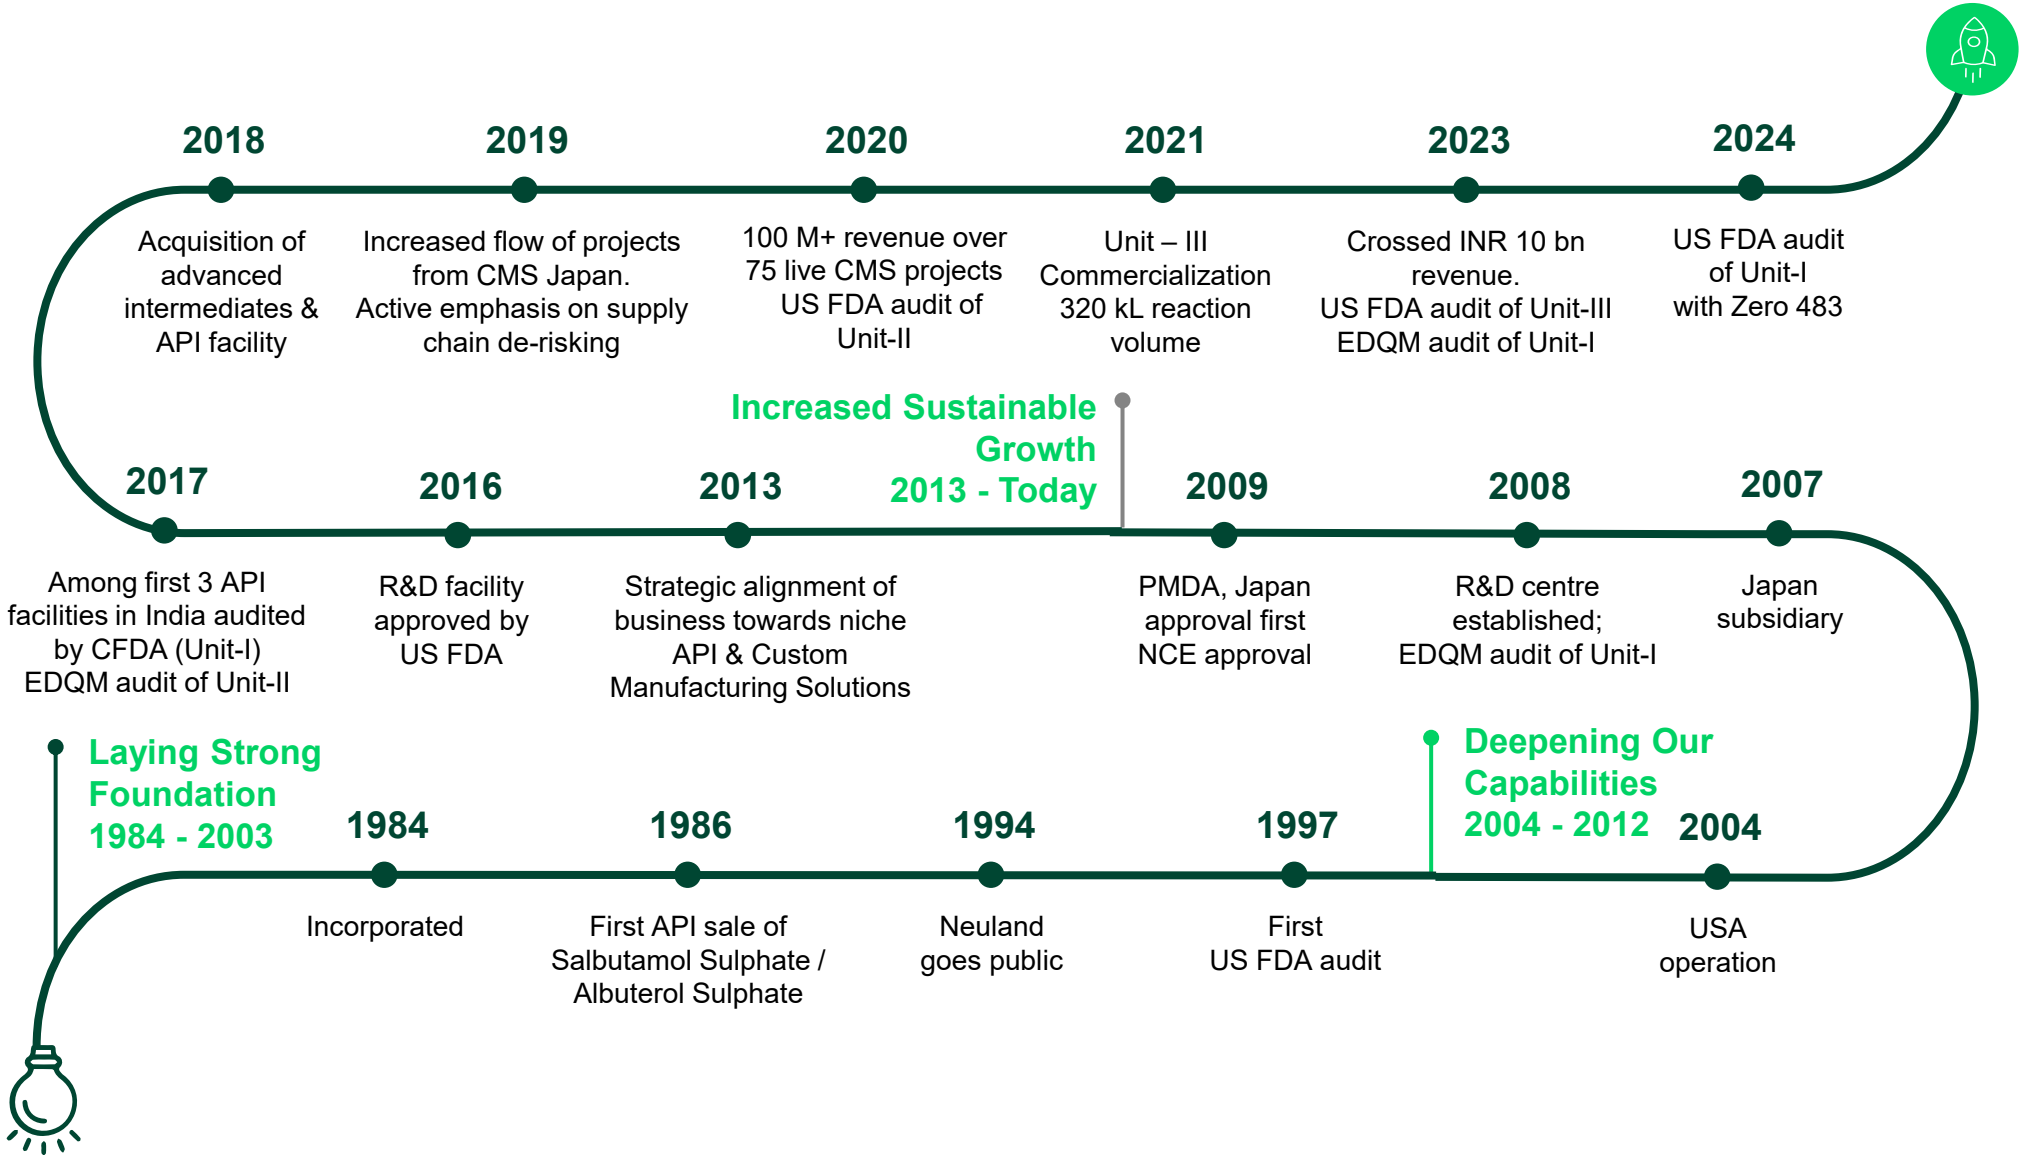 2018
Acquisition of
advanced
intermediates &
API facility
2019
Increased flow of projects
from CMS Japan.
Active emphasis on supply
chain de-risking
2020
100 M+ revenue over
75 live CMS projects
US FDA audit of
Unit-II
2021
Unit – III
Commercialization
320 kL reaction
volume
2023
Crossed INR 10 bn
revenue.
US FDA audit of Unit-III
EDQM audit of Unit-I
2024
US FDA audit
of Unit-I
with Zero 483
Increased Sustainable
Growth
2013 - Today
2017
Among first 3 API
facilities in India audited
by CFDA (Unit-I)
EDQM audit of Unit-II
2016
R&D facility
approved by
US FDA
2013
Strategic alignment of
business towards niche
API & Custom
Manufacturing Solutions
2009
PMDA, Japan
approval first
NCE approval
2008
R&D centre
established;
EDQM audit of Unit-I
2007
Japan
subsidiary
Laying Strong
Foundation
1984 - 2003
1984
Incorporated
1986
First API sale of
Salbutamol Sulphate /
Albuterol Sulphate
1994
Neuland
goes public
1997
First
US FDA audit
Deepening Our
Capabilities
2004 - 2012
2004
USA
operation